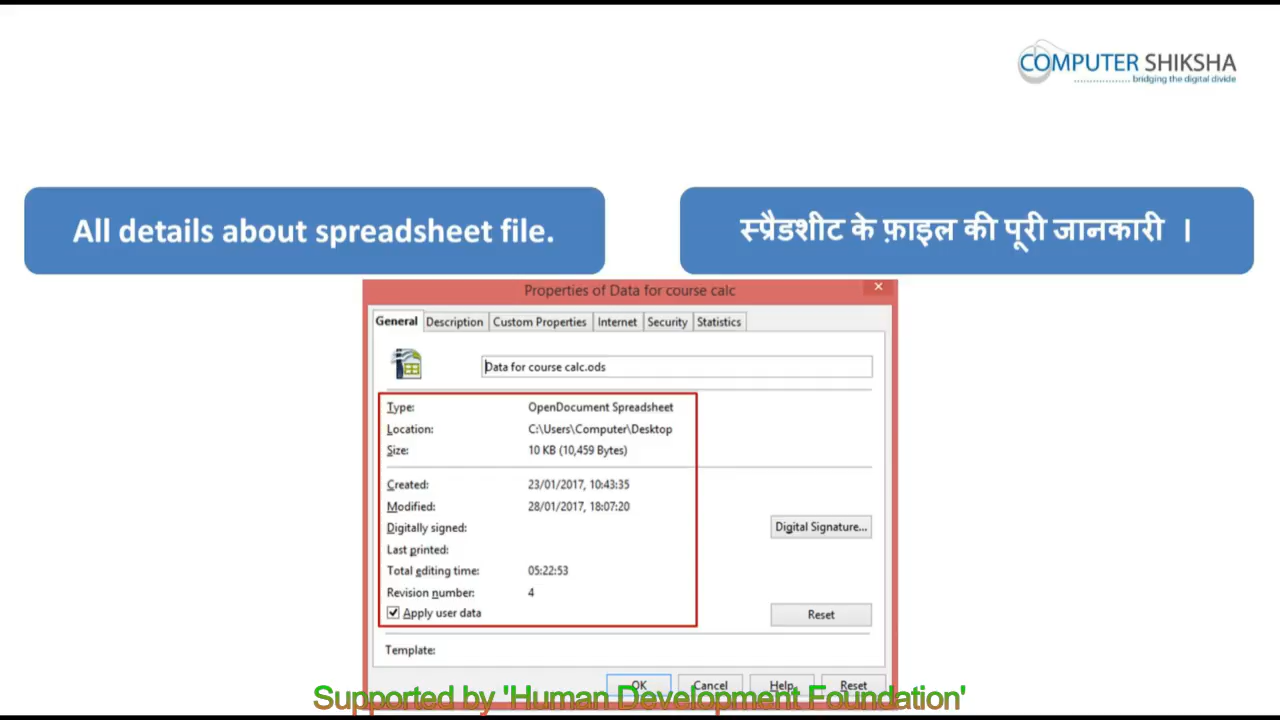 COMPUTER SHIKSHA
bridging the digital divide
All details about spreadsheet file.
स्प्रैडशीट के फ़ाइल की पूरी जानकारी ।
Properties of Data for course calc
General Description Custom Properties Internet Security Statistics
Data for course calc.ods
Type: OpenDocument Spreadsheet
Location: C:\Users\Computer\Desktop
Size: 10 KB (10,459 Bytes)
Created: 23/01/2017, 10:43:35
Modified: 28/01/2017, 18:07:20
Digitally signed: Digital Signature...
Last printed:
Total editing time: 05:22:53
Revision number: 4
Apply user data Reset
Template:
OK Cancel Help Reset
Supported by 'Human Development Foundation'